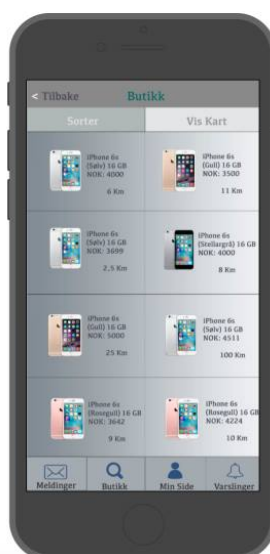 < Tilbake Butikk
Sorter Vis Kart
iPhone 6s
(Sølv) 16 GB
NOK: 4000
6 Km
iPhone 6s
(Gull) 16 GB
NOK: 3500
11 Km
iPhone 6s
(Sølv) 16 GB
NOK: 3699
2,5 Km
iPhone 6s
(Stellargrå) 16 GB
NOK: 4000
8 Km
iPhone 6s
(Gull) 16 GB
NOK: 5000
25 Km
iPhone 6s
(Sølv) 16 GB
NOK: 4511
100 Km
iPhone 6s
(Rosegull) 16 GB
NOK: 3642
9 Km
iPhone 6s
(Rosegull) 16 GB
NOK: 4224
10 Km
Meldinger Butikk Min Side Varslinger